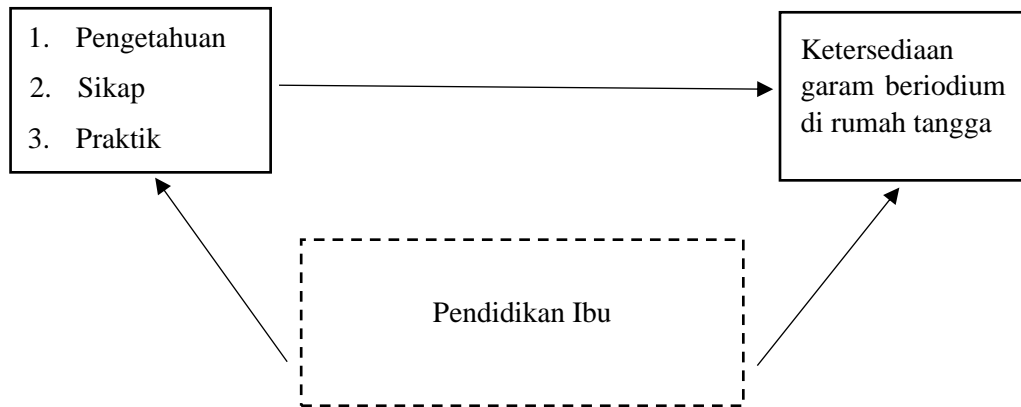 1. Pengetahuan
2. Sikap
3. Praktik
Ketersediaan
garam beriodium
di rumah tangga
Pendidikan Ibu